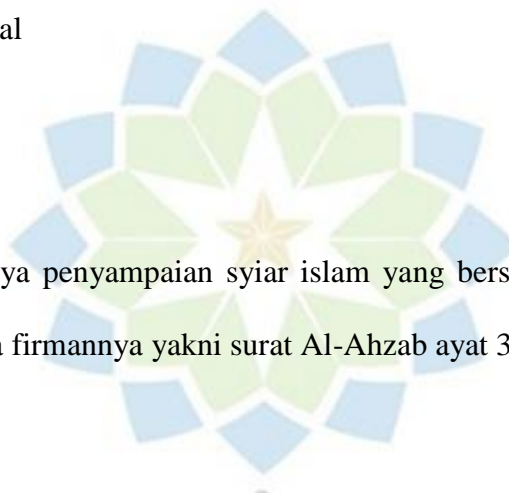 al
ya penyampaian syiar islam yang bers
a firmannya yakni surat Al-Ahzab ayat 3